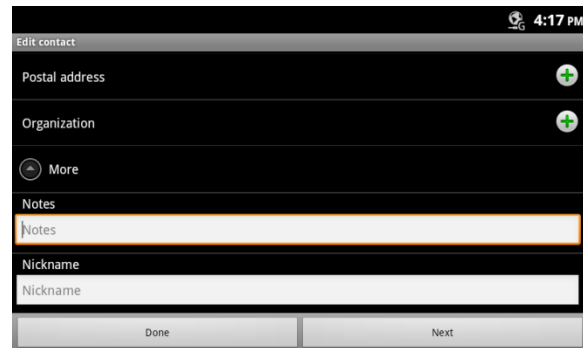 G 4:17 PM
Edit contact
Postal address
Organization
More
Notes
Notes
Nickname
Nickname
Done Next